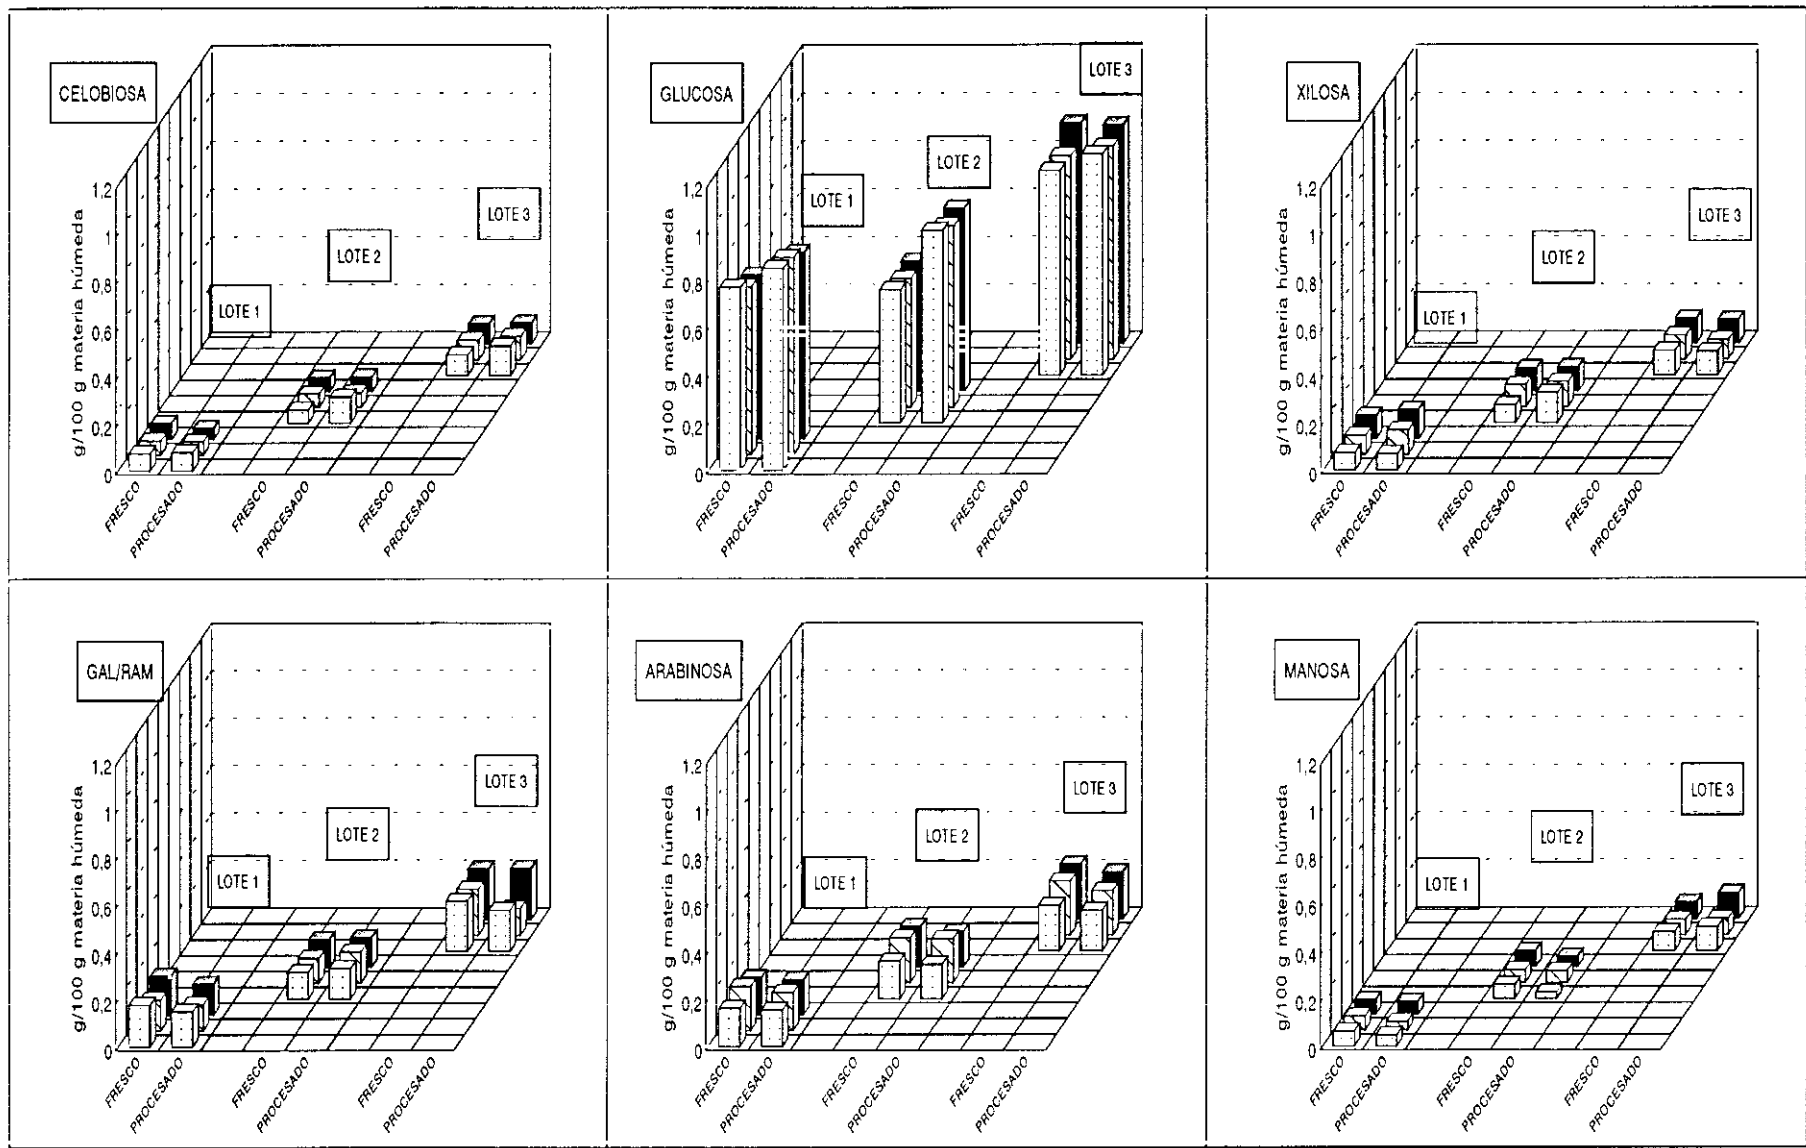 CELOBIOSA
g/100 g materia húmeda
1,2
1
0,8
0,6
0,4
0,2
0
LOTE 1
LOTE 2
LOTE 3
FRESCO
PROCESADO
FRESCO
PROCESADO
FRESCO
PROCESADO
GLUCOSA
g/100 g materia húmeda
1,2
1
0,8
0,6
0,4
0,2
0
LOTE 1
LOTE 2
LOTE 3
FRESCO
PROCESADO
FRESCO
PROCESADO
FRESCO
PROCESADO
XILOSA
g/100 g materia húmeda
1,2
1
0,8
0,6
0,4
0,2
0
LOTE 1
LOTE 2
LOTE 3
FRESCO
PROCESADO
FRESCO
PROCESADO
FRESCO
PROCESADO
GAL/RAM
g/100 g materia húmeda
1,2
1
0,8
0,6
0,4
0,2
0
LOTE 1
LOTE 2
LOTE 3
FRESCO
PROCESADO
FRESCO
PROCESADO
FRESCO
PROCESADO
ARABINOSA
g/100 g materia húmeda
1,2
1
0,8
0,6
0,4
0,2
0
LOTE 1
LOTE 2
LOTE 3
FRESCO
PROCESADO
FRESCO
PROCESADO
FRESCO
PROCESADO
MANOSA
g/100 g materia húmeda
1,2
1
0,8
0,6
0,4
0,2
0
LOTE 1
LOTE 2
LOTE 3
FRESCO
PROCESADO
FRESCO
PROCESADO
FRESCO
PROCESADO